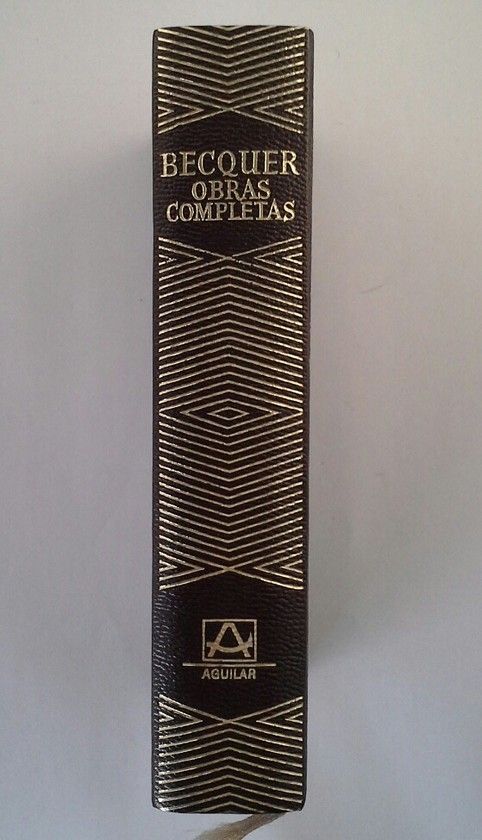 BECQUER
OBRAS
COMPLETAS
A
AGUILAR